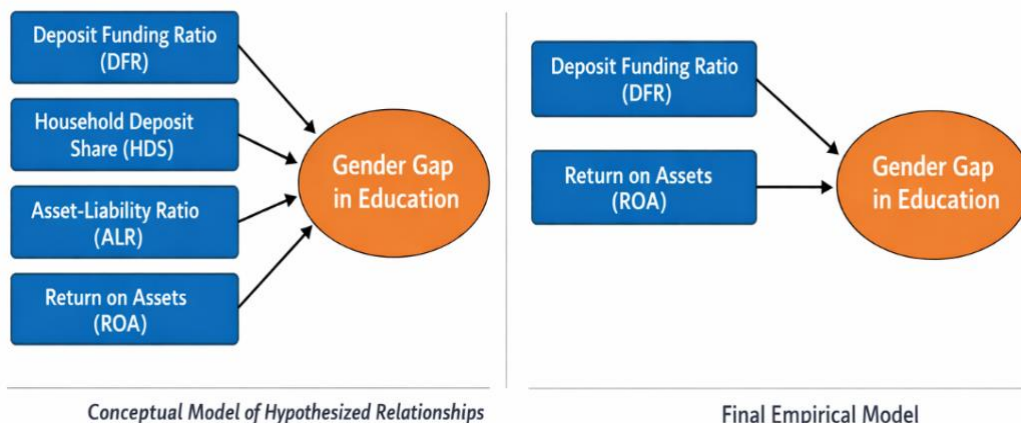 Deposit Funding Ratio
(DFR)
Household Deposit
Share (HDS)
Asset-Liability Ratio
(ALR)
Return on Assets
(ROA)
Gender Gap
in Education
Conceptual Model of Hypothesized Relationships
Deposit Funding Ratio
(DFR)
Return on Assets
(ROA)
Gender Gap
in Education
Final Empirical Model